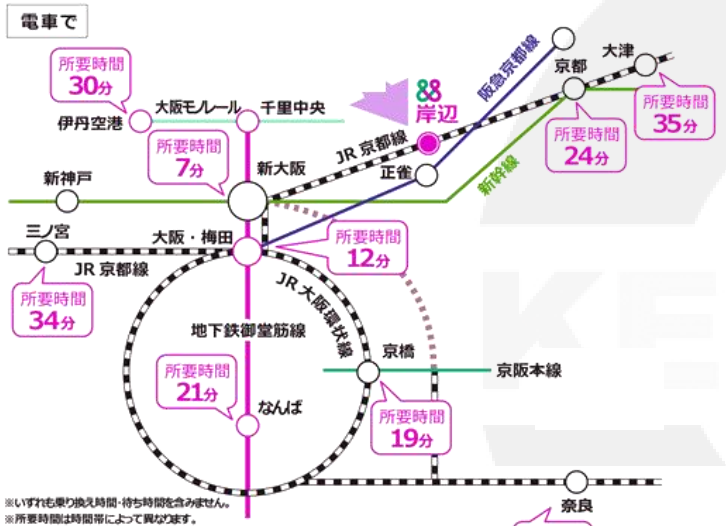 電車で
所要時間
30分
大阪モノレール
千里中央
伊丹空港
所要時間
7分
88
岸辺
阪急京都線
京都
大津
所要時間
35分
所要時間
24分
JR京都線
正雀
新幹線
新大阪
新神戸
三ノ宮
大阪・梅田
所要時間
12分
JR京都線
所要時間
34分
JR大阪環状線
地下鉄御堂筋線
京橋
京阪本線
所要時間
21分
なんば
所要時間
19分
奈良
※いずれも乗り換え時間・待ち時間を含みません。
※所要時間は時間帯によって異なります。
KE